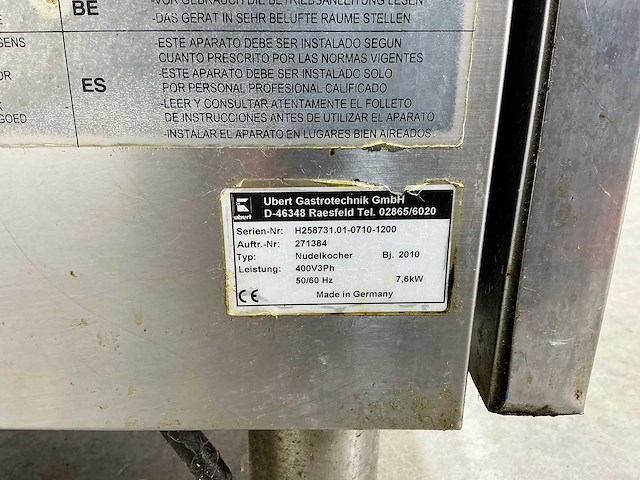 BE
-VOR GEBRAUCH DIE BETRIEBSANLEITUNG LESEN
-DAS GERÄT IN SEHR BELUFTE RAUME STELLEN
GENS
OR
K
GOED
ES
-ESTE APARATO DEBE SER INSTALADO SEGUN
CUANTO PRESCRITO POR LAS NORMAS VIGENTES
-ESTE APARATO DEBE SER INSTALADO SOLO
POR PERSONAL PROFESIONAL CALIFICADO
-LEER Y CONSULTAR ATENTAMENTE EL FOLLETO
DE INSTRUCCIONES ANTES DE UTILIZAR EL APARATO
-INSTALAR EL APARATO EN LUGARES BIEN AIREADOS.
ubert
Ubert Gastrotechnik GmbH
D-46348 Raesfeld Tel. 02865/6020
Serien-Nr: H258731.01-0710-1200
Auftr.-Nr: 271384
Typ: Nudelkocher Bj. 2010
Leistung: 400V3Ph
50/60 Hz 7,6kW
CE Made in Germany